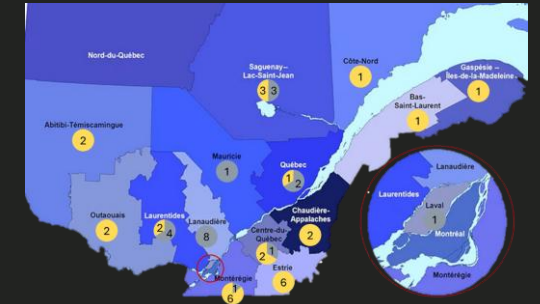 Nord-du-Québec
Saguenay–
Lac-Saint-Jean
3 3
Côte-Nord
1
Gaspésie –
Îles-de-la-Madeleine
1
Bas-
Saint-Laurent
1
Abitibi-Témiscamingue
2
Mauricie
1
Québec
1 2
Outaouais
2
Laurentides
2 4
Lanaudière
8
Centre-du-
Québec
2 1
Chaudière-
Appalaches
2
Estrie
6
Montérégie
1
6
Lanaudière
Laurentides
Laval
1
Montréal
Montérégie